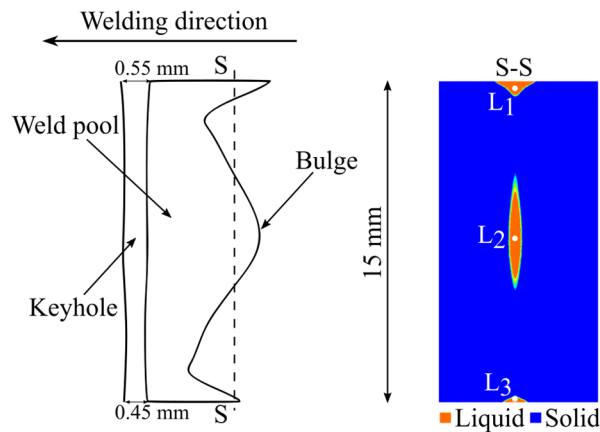 Welding direction
0.55 mm
S
S-S
L1
Weld pool
Bulge
15 mm
L2
Keyhole
L3
0.45 mm
S
Liquid
Solid